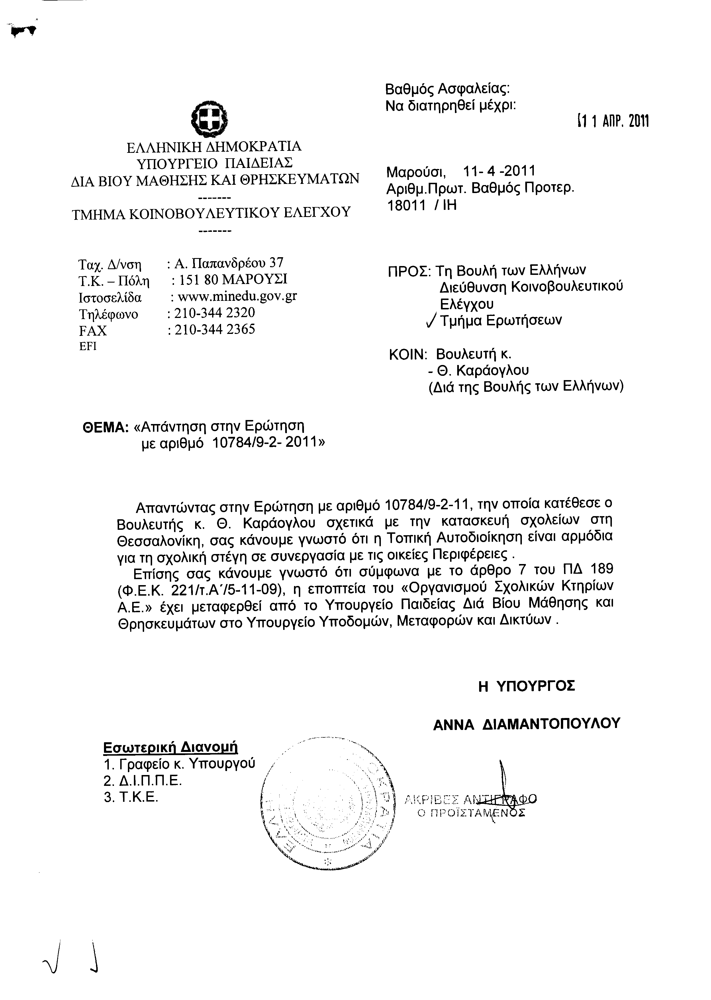 Βαθμός Ασφαλείας:
Να διατηρηθεί μέχρι:
11 ΑΠΡ. 2011
ΕΛΛΗΝΙΚΗ ΔΗΜΟΚΡΑΤΙΑ
ΥΠΟΥΡΓΕΙΟ ΠΑΙΔΕΙΑΣ
ΔΙΑ ΒΙΟΥ ΜΑΘΗΣΗΣ ΚΑΙ ΘΡΗΣΚΕΥΜΑΤΩΝ
-------
ΤΜΗΜΑ ΚΟΙΝΟΒΟΥΛΕΥΤΙΚΟΥ ΕΛΕΓΧΟΥ
-------
Μαρούσι, 11- 4 -2011
Αριθμ.Πρωτ. Βαθμός Προτερ.
18011 / ΙΗ
Ταχ. Δ/νση : Α. Παπανδρέου 37
Τ.Κ. – Πόλη : 151 80 ΜΑΡΟΥΣΙ
Ιστοσελίδα : www.minedu.gov.gr
Τηλέφωνο : 210-344 2320
FAX : 210-344 2365
EFI
ΠΡΟΣ: Τη Βουλή των Ελλήνων
Διεύθυνση Κοινοβουλευτικού
Ελέγχου
✓ Τμήμα Ερωτήσεων
ΚΟΙΝ: Βουλευτή κ.
- Θ. Καράογλου
(Διά της Βουλής των Ελλήνων)
ΘΕΜΑ: «Απάντηση στην Ερώτηση
με αριθμό 10784/9-2- 2011»
Απαντώντας στην Ερώτηση με αριθμό 10784/9-2-11, την οποία κατέθεσε ο
Βουλευτής κ. Θ. Καράογλου σχετικά με την κατασκευή σχολείων στη
Θεσσαλονίκη, σας κάνουμε γνωστό ότι η Τοπική Αυτοδιοίκηση είναι αρμόδια
για τη σχολική στέγη σε συνεργασία με τις οικείες Περιφέρειες .
Επίσης σας κάνουμε γνωστό ότι σύμφωνα με το άρθρο 7 του ΠΔ 189
(Φ.Ε.Κ. 221/τ.Α΄/5-11-09), η εποπτεία του «Οργανισμού Σχολικών Κτηρίων
Α.Ε.» έχει μεταφερθεί από το Υπουργείο Παιδείας Διά Βίου Μάθησης και
Θρησκευμάτων στο Υπουργείο Υποδομών, Μεταφορών και Δικτύων .
Η ΥΠΟΥΡΓΟΣ
ΑΝΝΑ ΔΙΑΜΑΝΤΟΠΟΥΛΟΥ
Εσωτερική Διανομή
1. Γραφείο κ. Υπουργού
2. Δ.Ι.Π.Π.Ε.
3. Τ.Κ.Ε.
ΑΚΡΙΒΕΣ ΑΝΤΙΓΡΑΦΟ
Ο ΠΡΟΪΣΤΑΜΕΝΟΣ